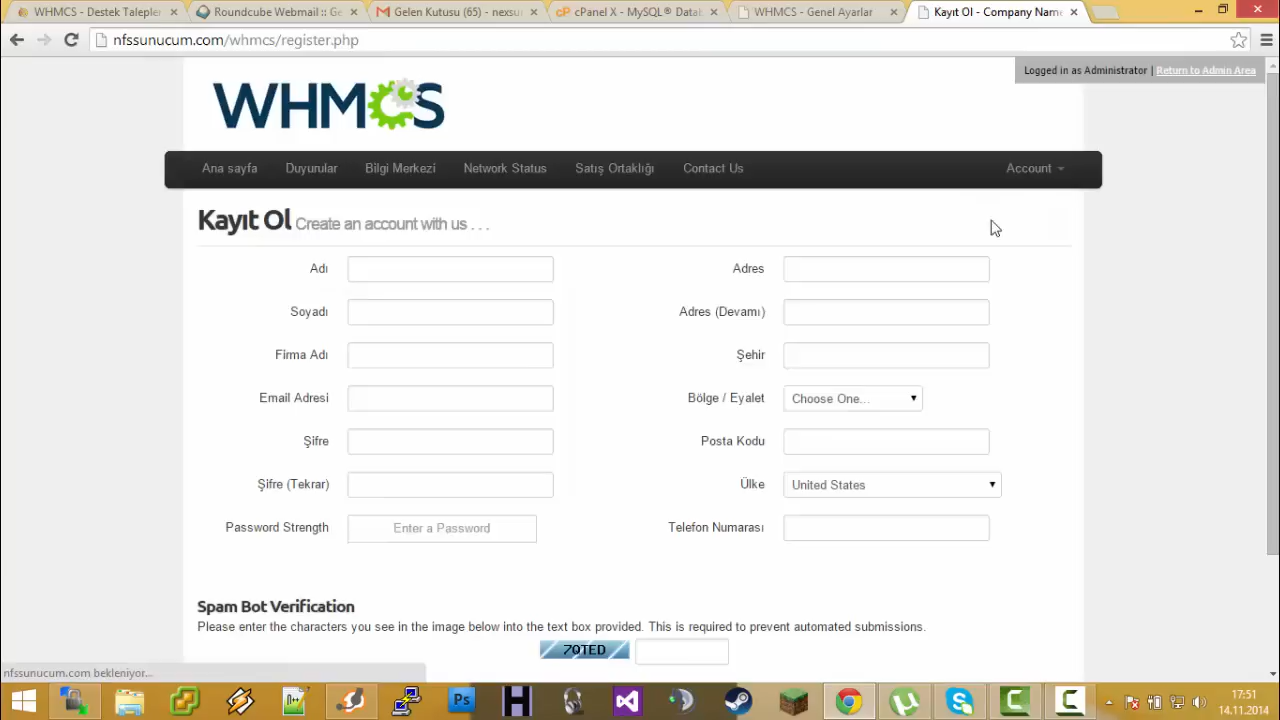 WHMCS - Destek Talepler
Roundcube Webmail :: Ge
Gelen Kutusu (65) - nexsu
cPanel X - MySQL® Datal
WHMCS - Genel Ayarlar
Kayıt Ol - Company Name
nfssunucum.com/whmcs/register.php
Logged in as Administrator | Return to Admin Area
WHMCS
Ana sayfa
Duyurular
Bilgi Merkezi
Network Status
Satış Ortaklığı
Contact Us
Account
Kayıt Ol Create an account with us . . .
Adı
Soyadı
Firma Adı
Email Adresi
Şifre
Şifre (Tekrar)
Password Strength
Enter a Password
Adres
Adres (Devamı)
Şehir
Bölge / Eyalet
Choose One...
Posta Kodu
Ülke
United States
Telefon Numarası
Spam Bot Verification
Please enter the characters you see in the image below into the text box provided. This is required to prevent automated submissions.
7QTED
nfssunucum.com bekleniyor...
17:51
14.11.2014